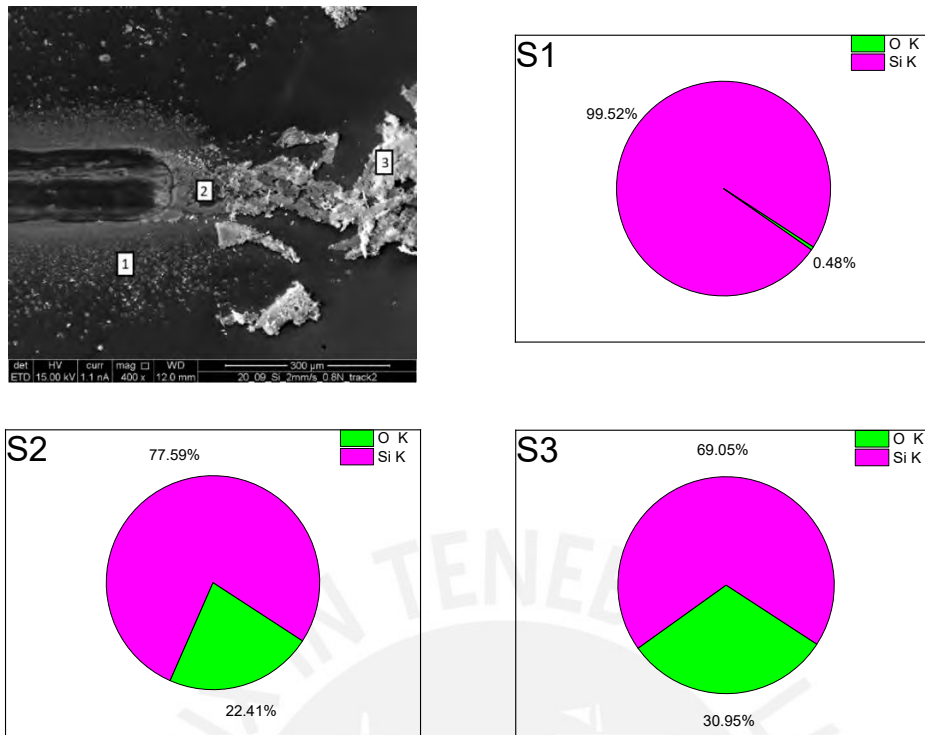 1
2
3
det HV curr mag □ WD 300 µm
ETD 15.00 kV 1.1 nA 400 x 12.0 mm 20_09_Si_2mm/s_0.8N_track2
S1
O K
Si K
99.52%
0.48%
S2
O K
Si K
77.59%
22.41%
S3
O K
Si K
69.05%
30.95%
IN TENEB